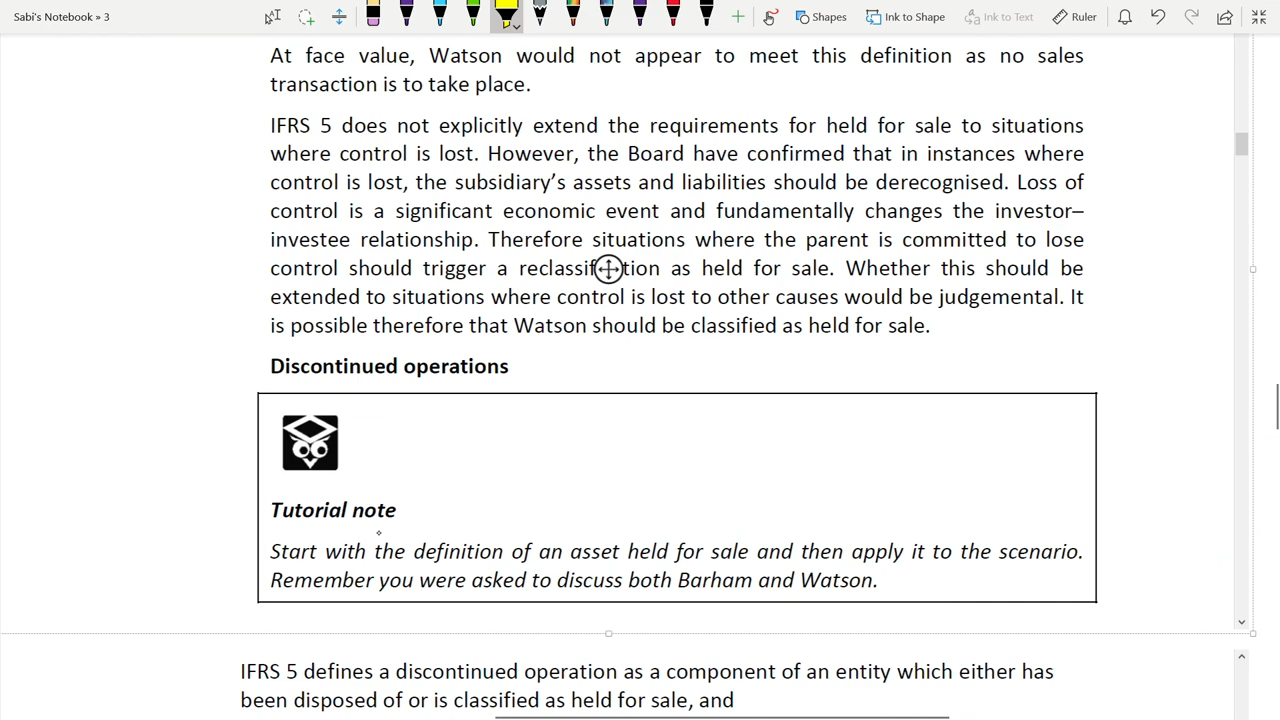 Sabi's Notebook » 3
Shapes
Ink to Shape
Ink to Text
Ruler
At face value, Watson would not appear to meet this definition as no sales
transaction is to take place.
IFRS 5 does not explicitly extend the requirements for held for sale to situations
where control is lost. However, the Board have confirmed that in instances where
control is lost, the subsidiary's assets and liabilities should be derecognised. Loss of
control is a significant economic event and fundamentally changes the investor–
investee relationship. Therefore situations where the parent is committed to lose
control should trigger a reclassification as held for sale. Whether this should be
extended to situations where control is lost to other causes would be judgemental. It
is possible therefore that Watson should be classified as held for sale.
Discontinued operations
Tutorial note
Start with the definition of an asset held for sale and then apply it to the scenario.
Remember you were asked to discuss both Barham and Watson.
IFRS 5 defines a discontinued operation as a component of an entity which either has
been disposed of or is classified as held for sale, and